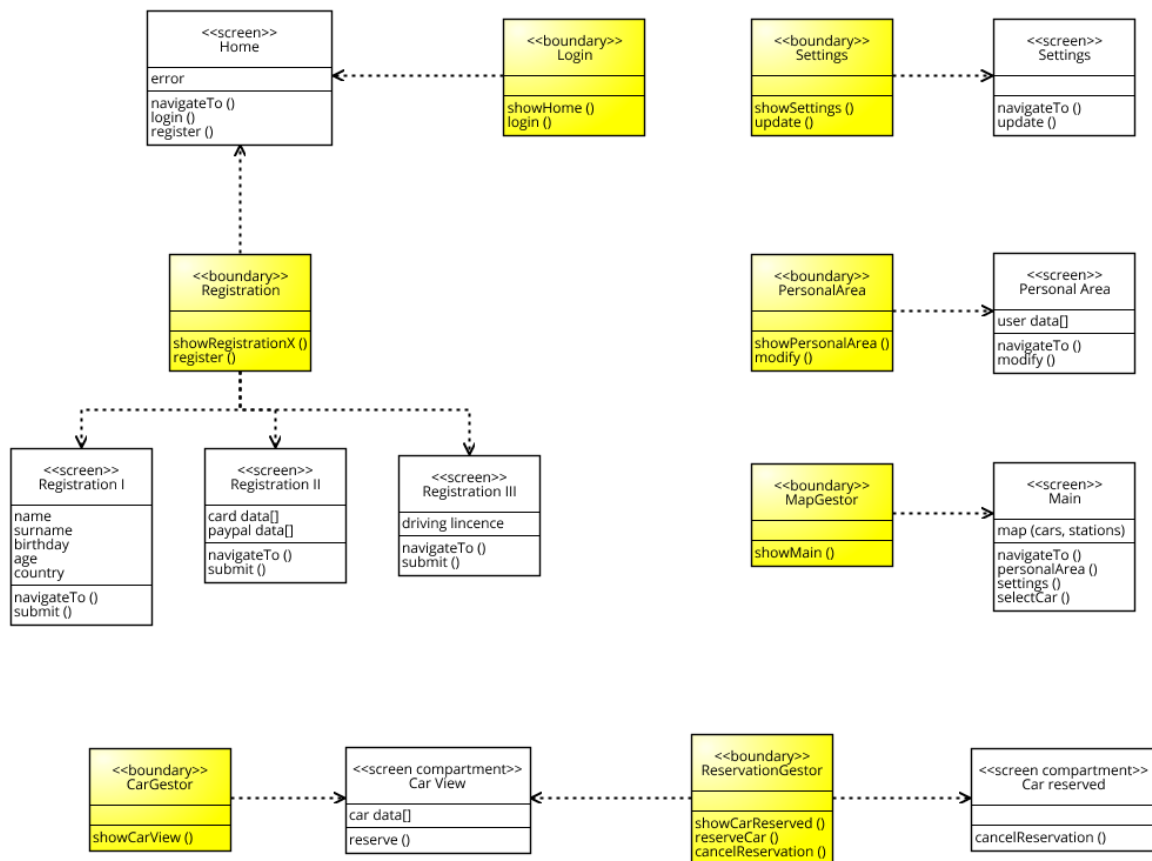 <<screen>>
Home
error
navigateTo ()
login ()
register ()
<<boundary>>
Login
showHome ()
login ()
<<boundary>>
Settings
showSettings ()
update ()
<<screen>>
Settings
navigateTo ()
update ()
<<boundary>>
Registration
showRegistrationX ()
register ()
<<boundary>>
PersonalArea
showPersonalArea ()
modify ()
<<screen>>
Personal Area
user data[]
navigateTo ()
modify ()
<<screen>>
Registration I
name
surname
birthday
age
country
navigateTo ()
submit ()
<<screen>>
Registration II
card data[]
paypal data[]
navigateTo ()
submit ()
<<screen>>
Registration III
driving lincence
navigateTo ()
submit ()
<<boundary>>
MapGestor
showMain ()
<<screen>>
Main
map (cars, stations)
navigateTo ()
personalArea ()
settings ()
selectCar ()
<<boundary>>
CarGestor
showCarView ()
<<screen compartment>>
Car View
car data[]
reserve ()
<<boundary>>
ReservationGestor
showCarReserved ()
reserveCar ()
cancelReservation ()
<<screen compartment>>
Car reserved
cancelReservation ()